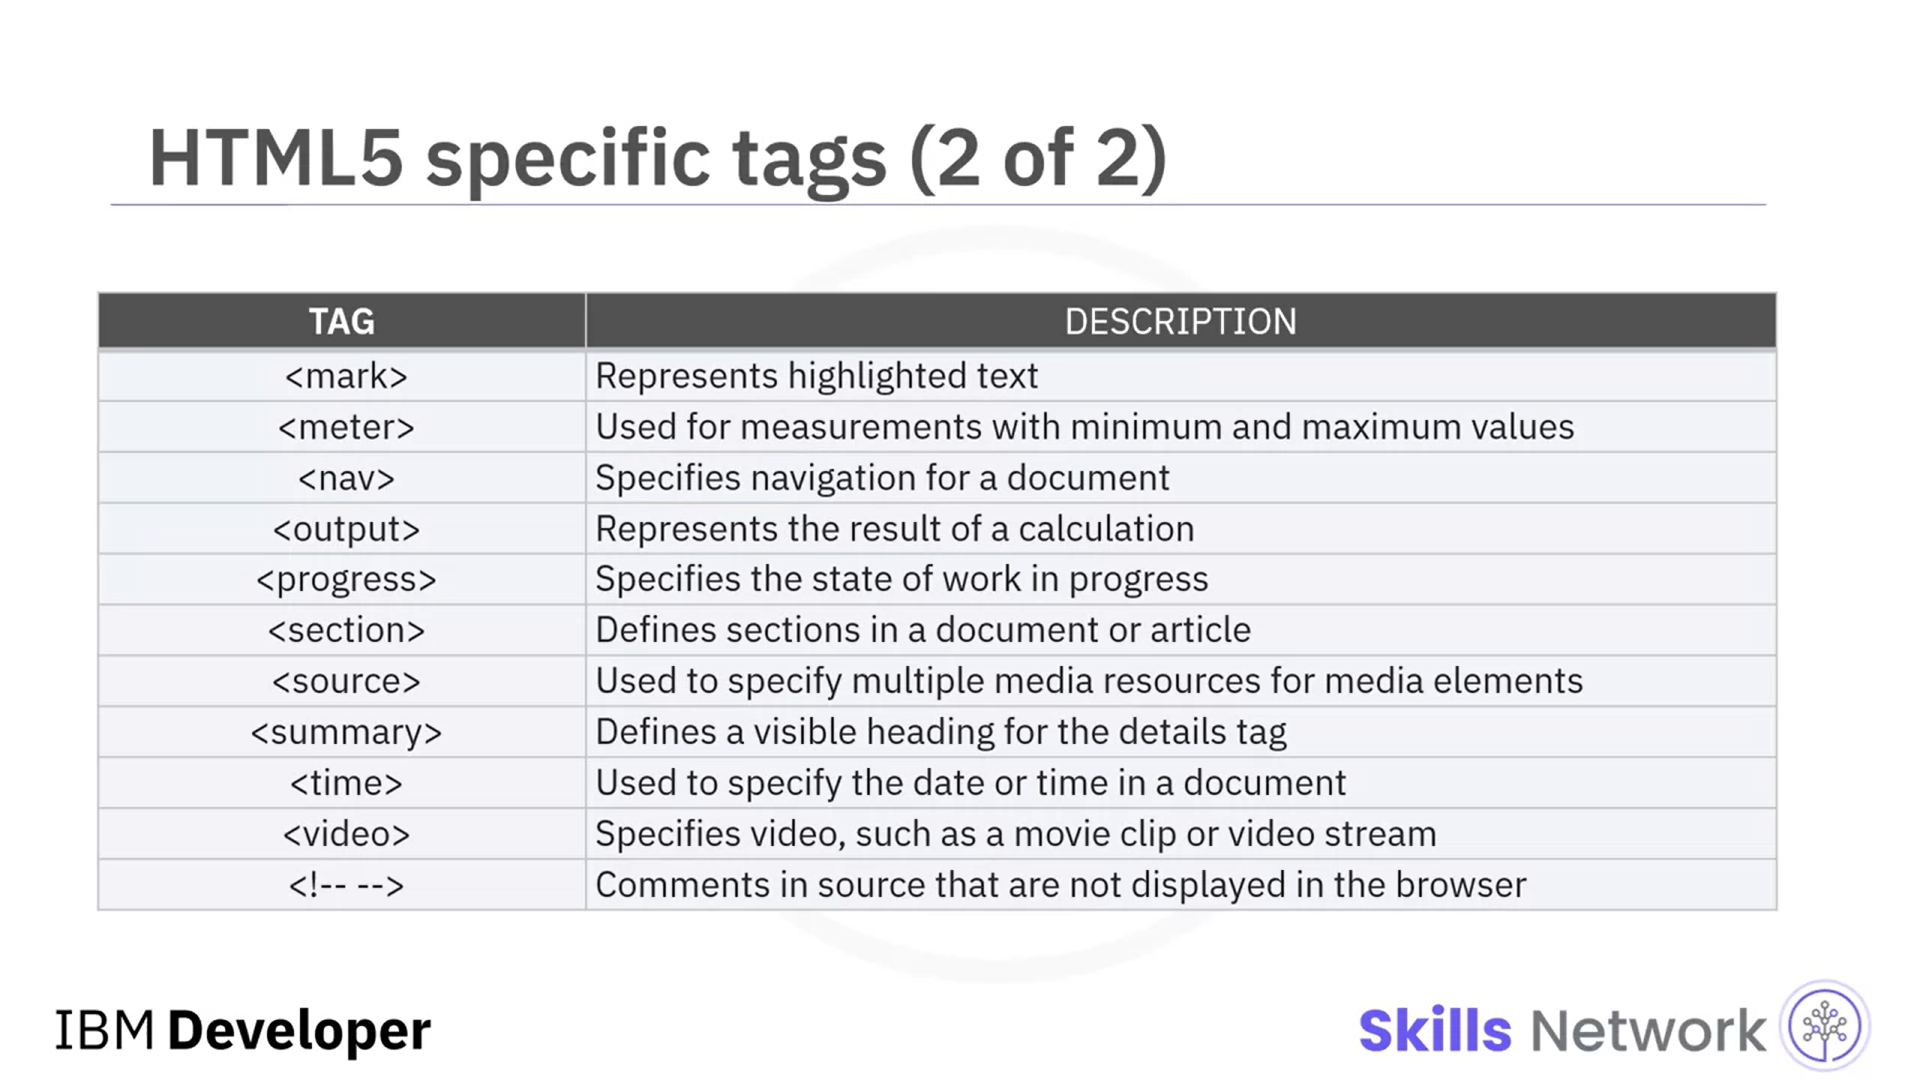 HTML5 specific tags (2 of 2)
TAG DESCRIPTION
<mark> Represents highlighted text
<meter> Used for measurements with minimum and maximum values
<nav> Specifies navigation for a document
<output> Represents the result of a calculation
<progress> Specifies the state of work in progress
<section> Defines sections in a document or article
<source> Used to specify multiple media resources for media elements
<summary> Defines a visible heading for the details tag
<time> Used to specify the date or time in a document
<video> Specifies video, such as a movie clip or video stream
<!-- --> Comments in source that are not displayed in the browser
IBM Developer
Skills Network